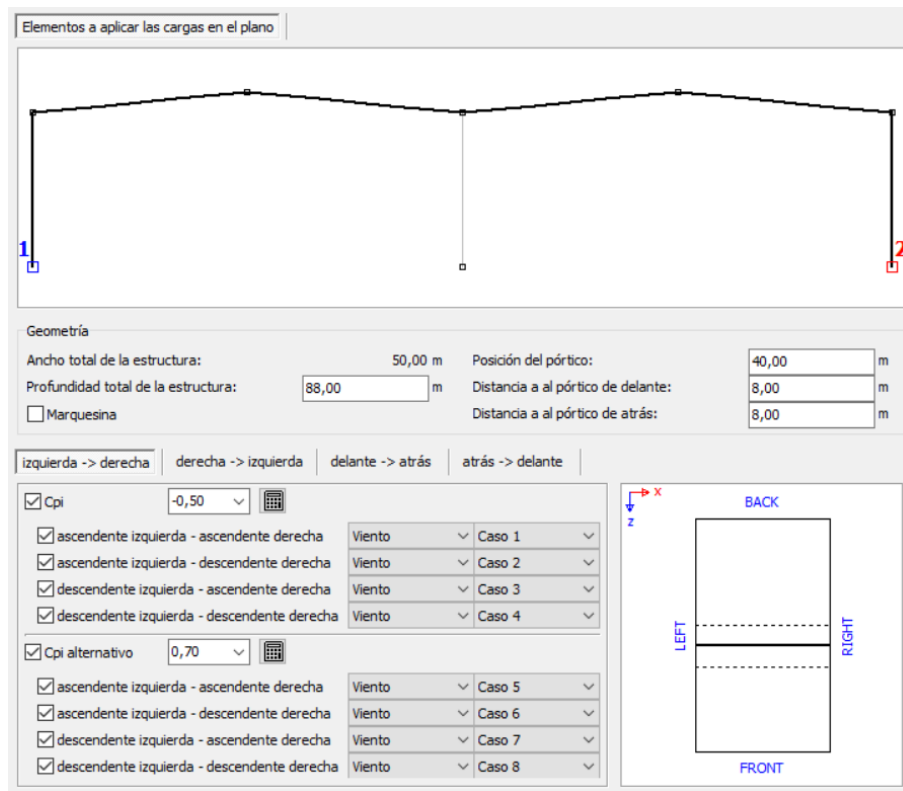 Elementos a aplicar las cargas en el plano
1
2
Geometría
Ancho total de la estructura: 50,00 m
Posición del pórtico: 40,00 m
Profundidad total de la estructura: 88,00 m
Distancia a al pórtico de delante: 8,00 m
Marquesina
Distancia a al pórtico de atrás: 8,00 m
izquierda -> derecha derecha -> izquierda delante -> atrás atrás -> delante
Cpi -0,50
ascendente izquierda - ascendente derecha Viento Caso 1
ascendente izquierda - descendente derecha Viento Caso 2
descendente izquierda - ascendente derecha Viento Caso 3
descendente izquierda - descendente derecha Viento Caso 4
Cpi alternativo 0,70
ascendente izquierda - ascendente derecha Viento Caso 5
ascendente izquierda - descendente derecha Viento Caso 6
descendente izquierda - ascendente derecha Viento Caso 7
descendente izquierda - descendente derecha Viento Caso 8
x
z
BACK
LEFT
RIGHT
FRONT